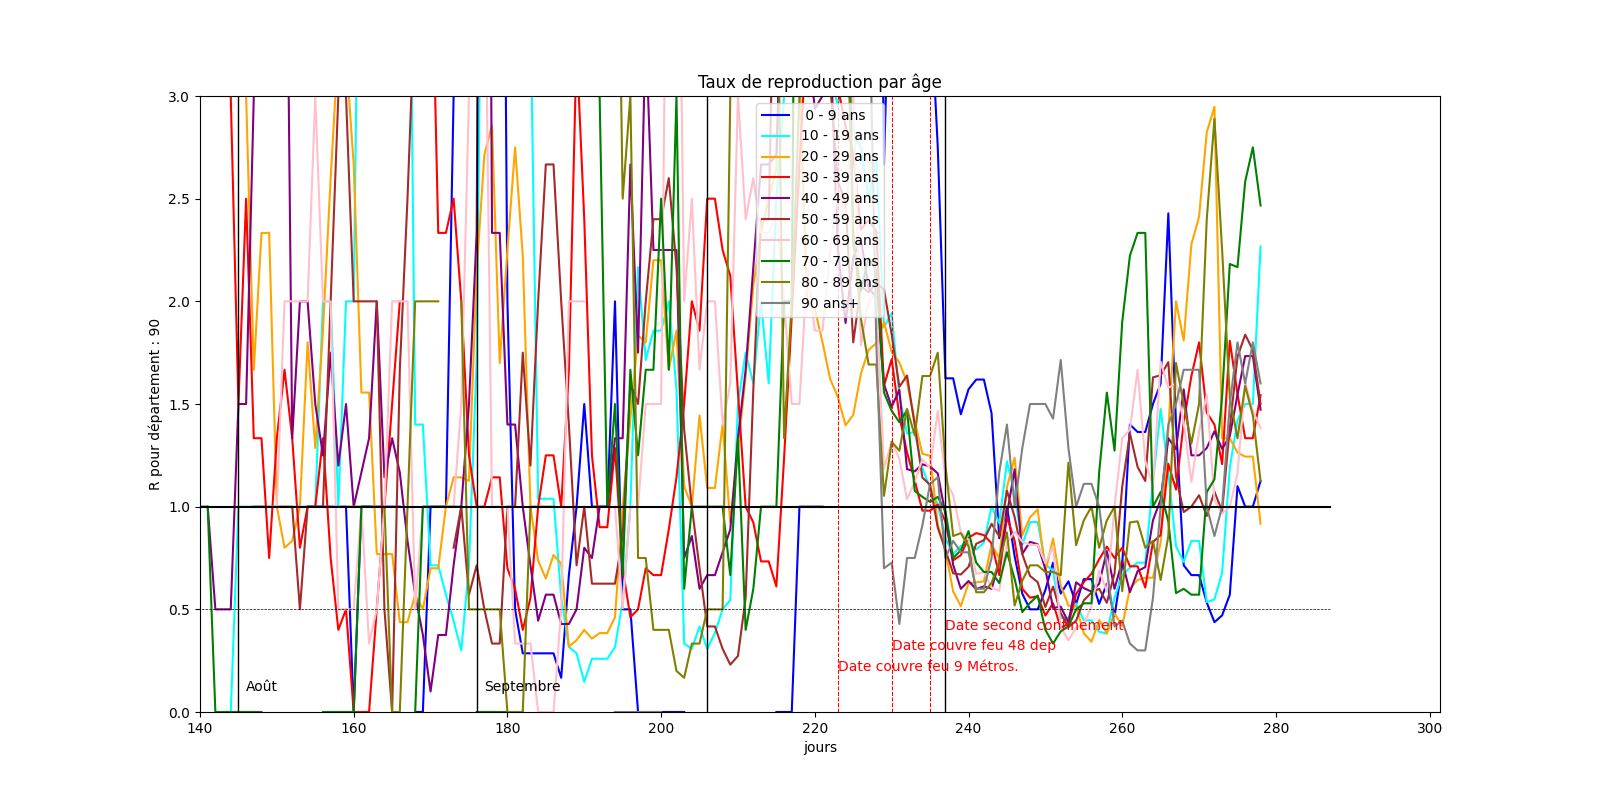 Taux de reproduction par âge
R pour département : 90
3.0
2.5
2.0
1.5
1.0
0.5
0.0
0 - 9 ans
10 - 19 ans
20 - 29 ans
30 - 39 ans
40 - 49 ans
50 - 59 ans
60 - 69 ans
70 - 79 ans
80 - 89 ans
90 ans+
Date second confinement
Date couvre feu 48 dep
Date couvre feu 9 Métros.
Août
Septembre
140 160 180 200 220 240 260 280 300
jours